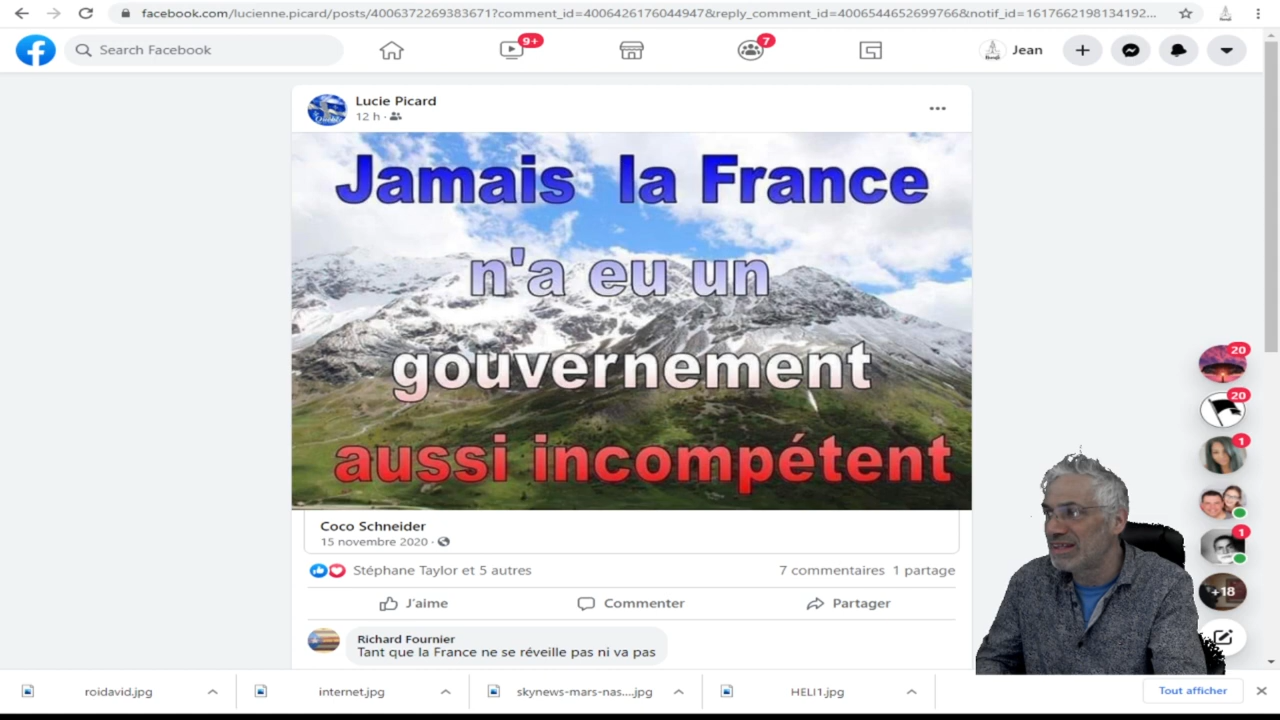 facebook.com/lucienne.picard/posts/4006372269383671?comment_id=4006426176044947&reply_comment_id=4006544652699766&notif_id=1617662198134192...
Search Facebook
9+
7
Jean
Lucie Picard
12 h ·
Jamais la France
n'a eu un
gouvernement
aussi incompétent
Coco Schneider
15 novembre 2020 ·
Stéphane Taylor et 5 autres
7 commentaires 1 partage
J'aime
Commenter
Partager
Richard Fournier
Tant que la France ne se réveille pas ni va pas
20
20
1
1
+18
roidavid.jpg
internet.jpg
skynews-mars-nas....jpg
HELI1.jpg
Tout afficher